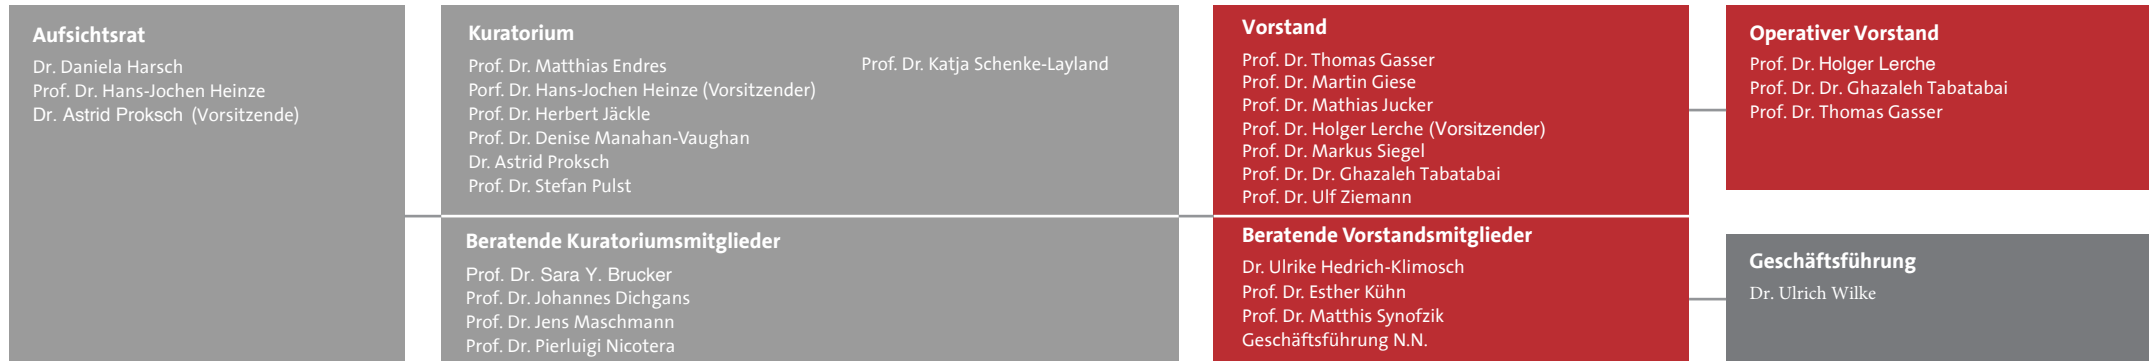 Aufsichtsrat
Dr. Daniela Harsch
Prof. Dr. Hans-Jochen Heinze
Dr. Astrid Proksch (Vorsitzende)
Kuratorium
Prof. Dr. Matthias Endres
Porf. Dr. Hans-Jochen Heinze (Vorsitzender)
Prof. Dr. Herbert Jäckle
Prof. Dr. Denise Manahan-Vaughan
Dr. Astrid Proksch
Prof. Dr. Stefan Pulst
Prof. Dr. Katja Schenke-Layland
Beratende Kuratoriumsmitglieder
Prof. Dr. Sara Y. Brucker
Prof. Dr. Johannes Dichgans
Prof. Dr. Jens Maschmann
Prof. Dr. Pierluigi Nicotera
Vorstand
Prof. Dr. Thomas Gasser
Prof. Dr. Martin Giese
Prof. Dr. Mathias Jucker
Prof. Dr. Holger Lerche (Vorsitzender)
Prof. Dr. Markus Siegel
Prof. Dr. Dr. Ghazaleh Tabatabai
Prof. Dr. Ulf Ziemann
Beratende Vorstandsmitglieder
Dr. Ulrike Hedrich-Klimosch
Prof. Dr. Esther Kühn
Prof. Dr. Matthis Synofzik
Geschäftsführung N.N.
Operativer Vorstand
Prof. Dr. Holger Lerche
Prof. Dr. Dr. Ghazaleh Tabatabai
Prof. Dr. Thomas Gasser
Geschäftsführung
Dr. Ulrich Wilke